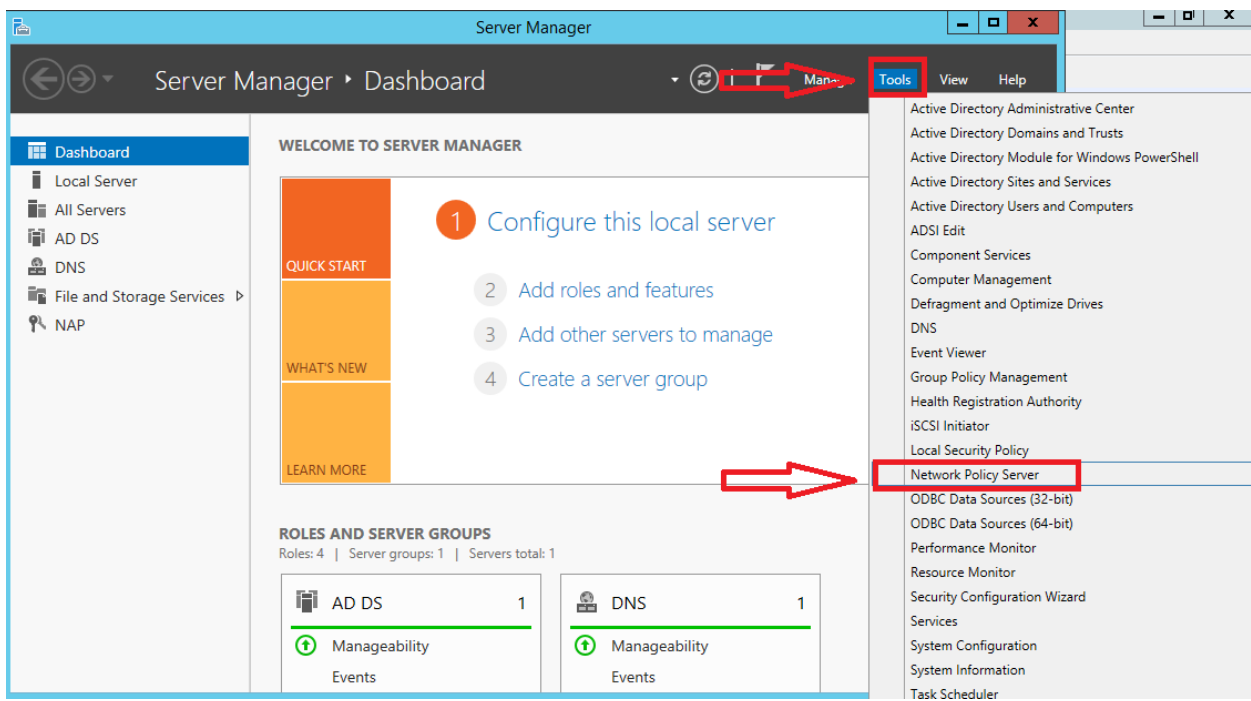 Server Manager
X
X
Server Manager ‣ Dashboard
Tools View Help
Dashboard
Local Server
All Servers
AD DS
DNS
File and Storage Services
NAP
WELCOME TO SERVER MANAGER
QUICK START
WHAT'S NEW
LEARN MORE
1 Configure this local server
2 Add roles and features
3 Add other servers to manage
4 Create a server group
ROLES AND SERVER GROUPS
Roles: 4 | Server groups: 1 | Servers total: 1
AD DS 1
Manageability
Events
DNS 1
Manageability
Events
Active Directory Administrative Center
Active Directory Domains and Trusts
Active Directory Module for Windows PowerShell
Active Directory Sites and Services
Active Directory Users and Computers
ADSI Edit
Component Services
Computer Management
Defragment and Optimize Drives
DNS
Event Viewer
Group Policy Management
Health Registration Authority
iSCSI Initiator
Local Security Policy
Network Policy Server
ODBC Data Sources (32-bit)
ODBC Data Sources (64-bit)
Performance Monitor
Resource Monitor
Security Configuration Wizard
Services
System Configuration
System Information
Task Scheduler